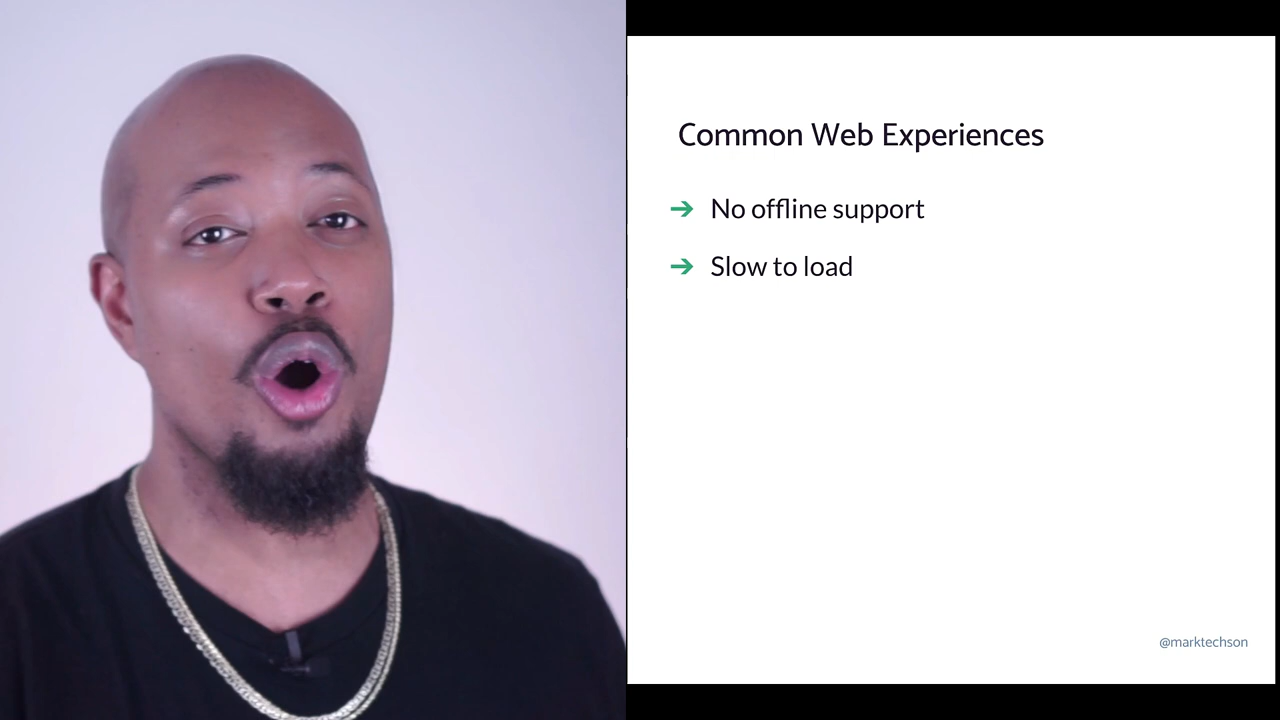 Common Web Experiences
➔ No offline support
➔ Slow to load
@marktechson